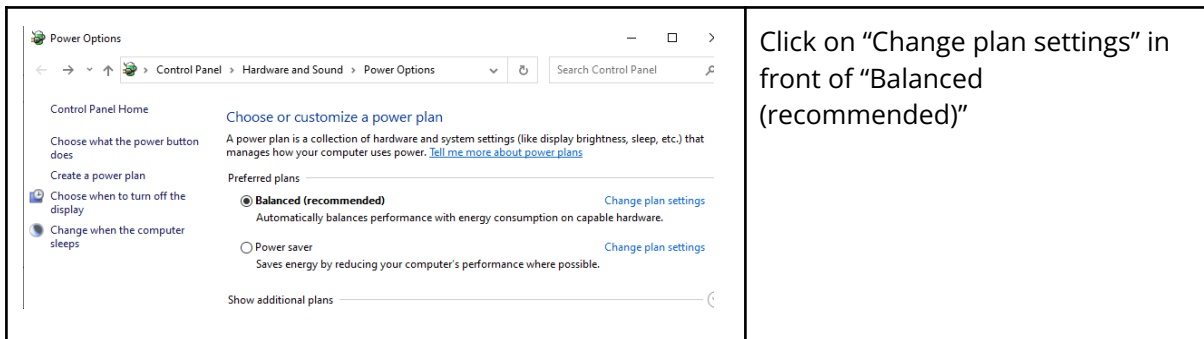 Power Options
Control Panel > Hardware and Sound > Power Options
Search Control Panel
Control Panel Home
Choose what the power button
does
Create a power plan
Choose when to turn off the
display
Change when the computer
sleeps
Choose or customize a power plan
A power plan is a collection of hardware and system settings (like display brightness, sleep, etc.) that
manages how your computer uses power. Tell me more about power plans
Preferred plans
Balanced (recommended) Change plan settings
Automatically balances performance with energy consumption on capable hardware.
Power saver Change plan settings
Saves energy by reducing your computer's performance where possible.
Show additional plans
Click on “Change plan settings” in
front of “Balanced
(recommended)”